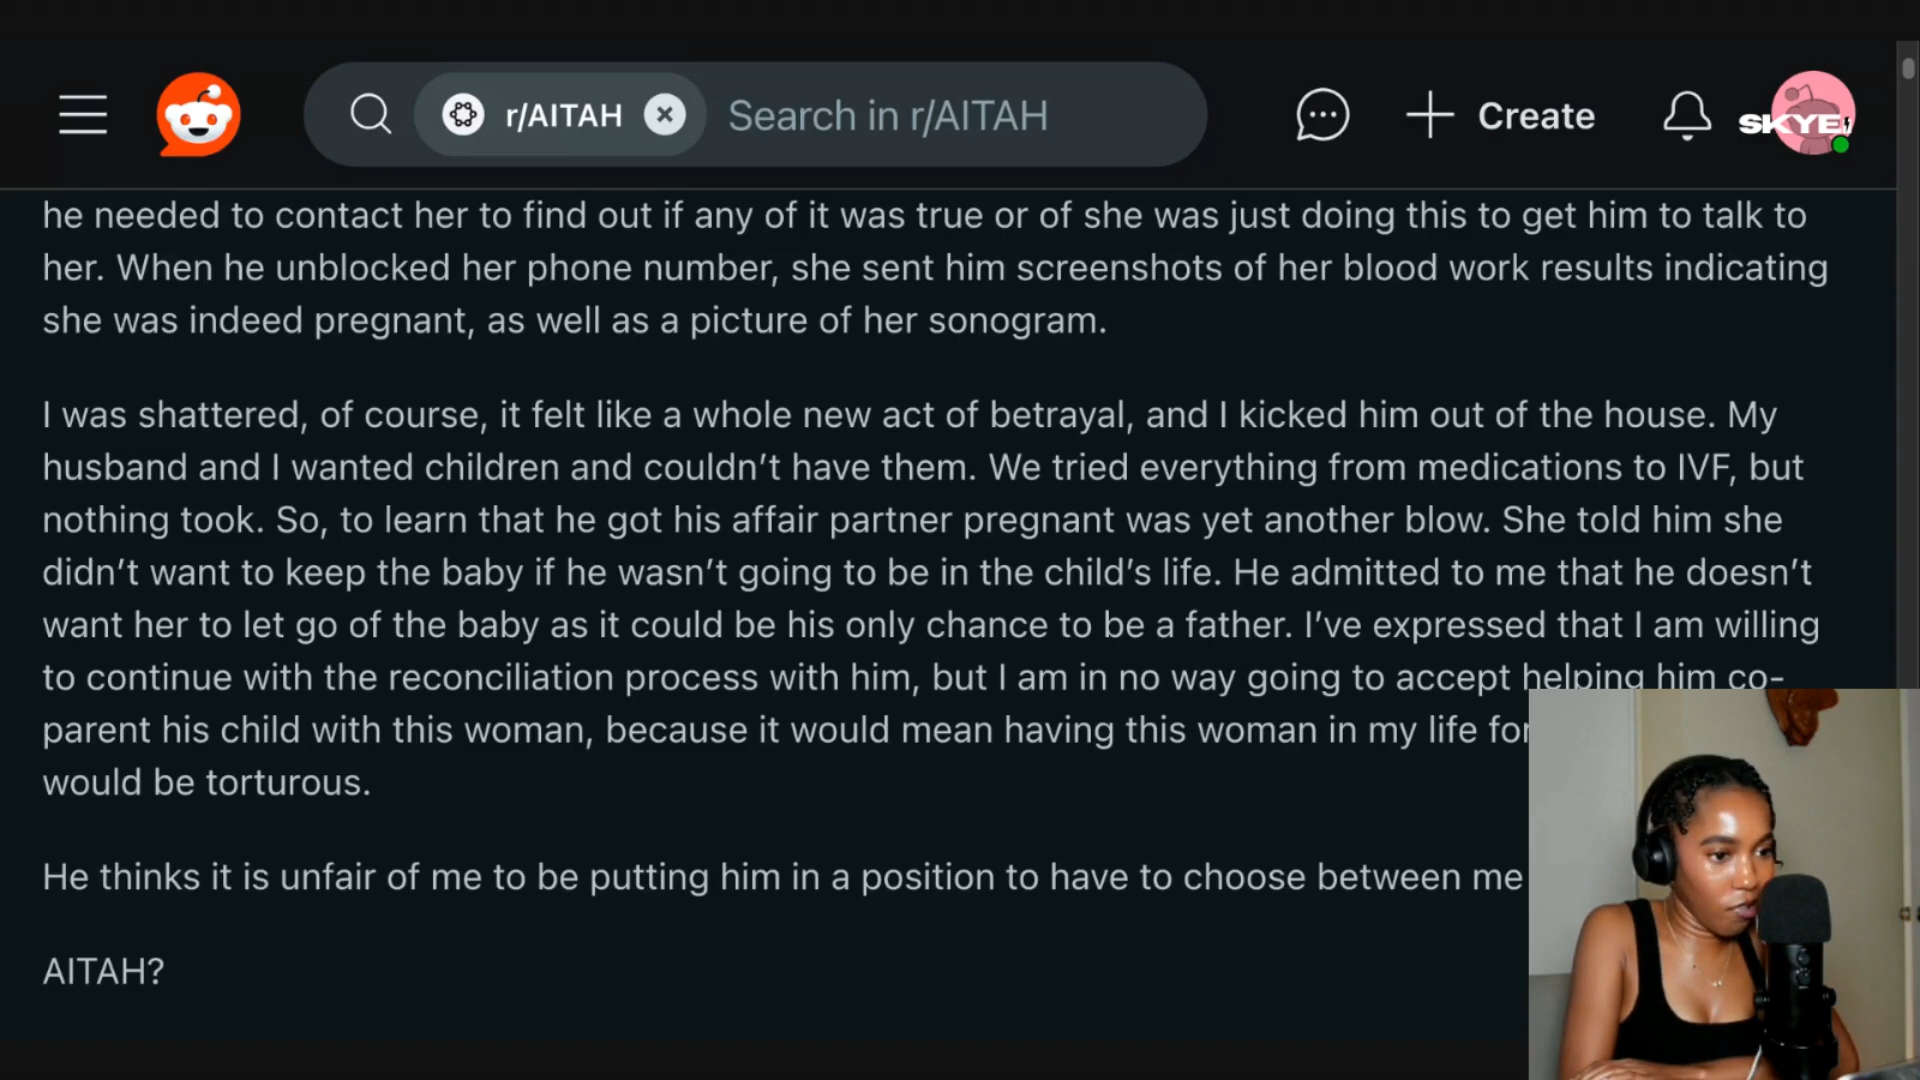 r/AITAH
Search in r/AITAH
Create
SKYE
he needed to contact her to find out if any of it was true or of she was just doing this to get him to talk to
her. When he unblocked her phone number, she sent him screenshots of her blood work results indicating
she was indeed pregnant, as well as a picture of her sonogram.
I was shattered, of course, it felt like a whole new act of betrayal, and I kicked him out of the house. My
husband and I wanted children and couldn’t have them. We tried everything from medications to IVF, but
nothing took. So, to learn that he got his affair partner pregnant was yet another blow. She told him she
didn’t want to keep the baby if he wasn’t going to be in the child’s life. He admitted to me that he doesn’t
want her to let go of the baby as it could be his only chance to be a father. I’ve expressed that I am willing
to continue with the reconciliation process with him, but I am in no way going to accept helping him co-
parent his child with this woman, because it would mean having this woman in my life for
would be torturous.
He thinks it is unfair of me to be putting him in a position to have to choose between me
AITAH?